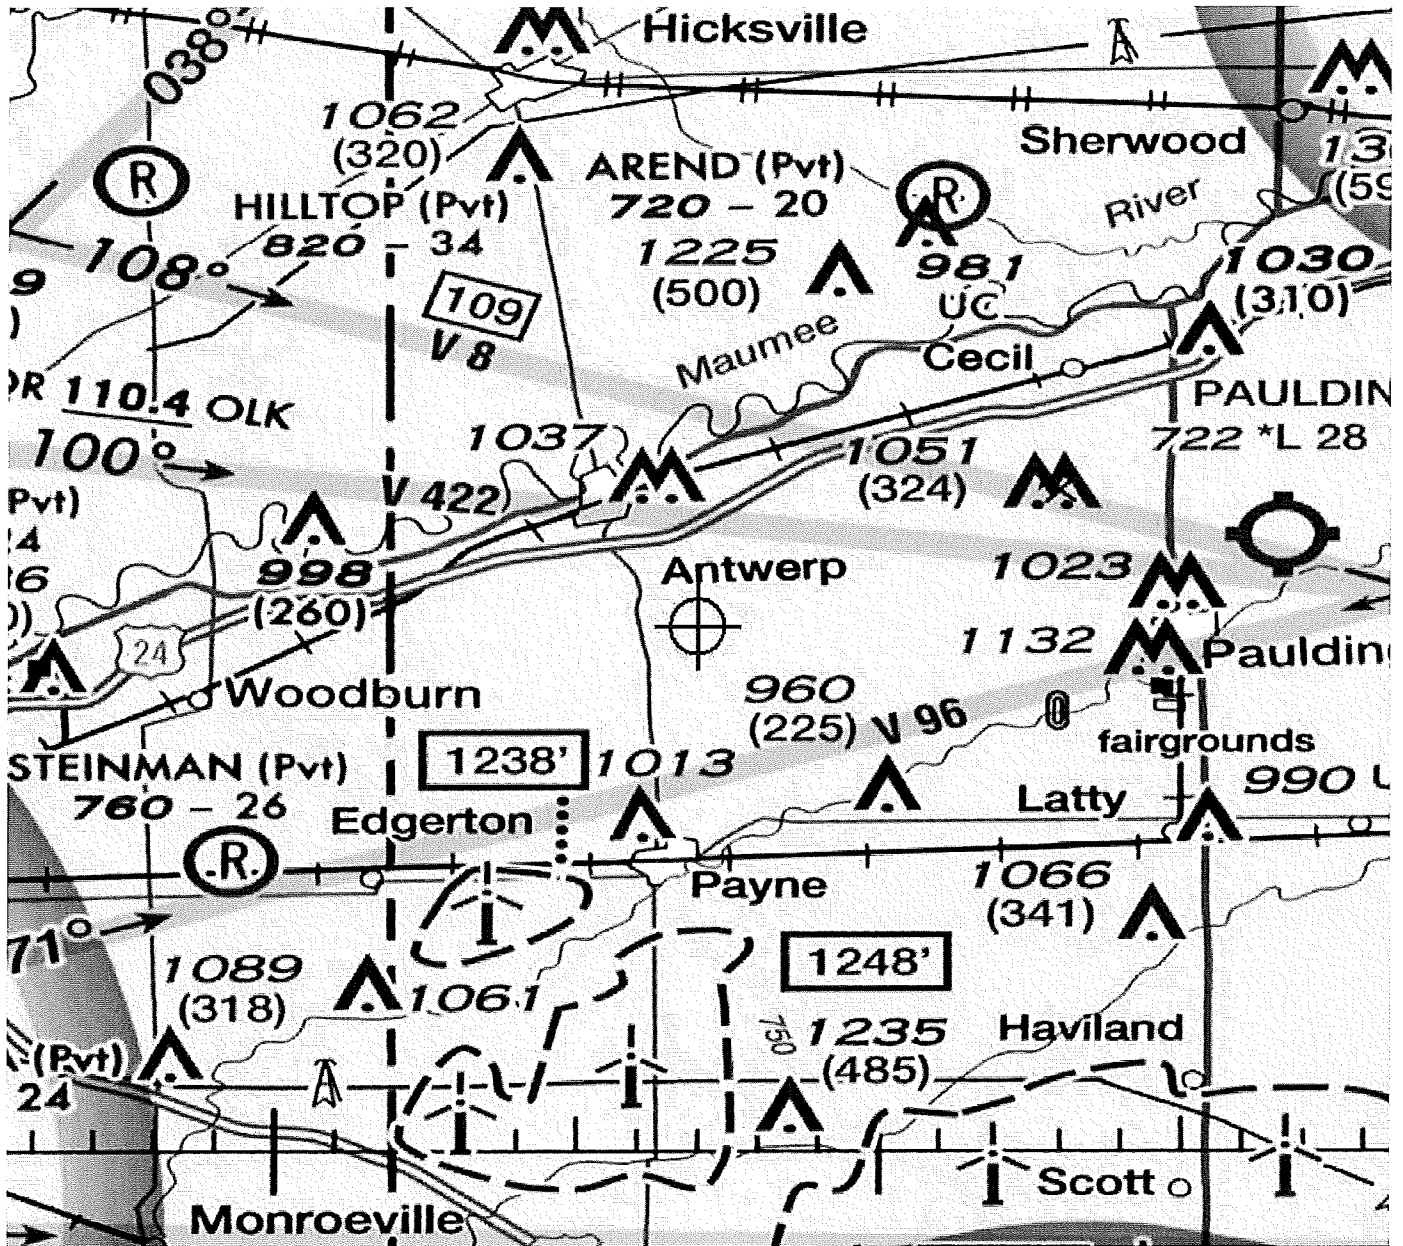 038°
Hicksville
1062
(320)
Sherwood
R
AREND (Pvt)
720 - 20
R
River
HILLTOP (Pvt)
820 - 34
1225
(500)
981
UC
1030
(310)
108°
109
V 8
Maumee
Cecil
110.4 OLK
100°
1037
V 422
1051
(324)
722 *L 28
998
(260)
Antwerp
1023
24
1132
Woodburn
960
(225)
V 96
fairgrounds
STEINMAN (Pvt)
760 - 26
1238'
1013
Edgerton
Latty
990
R
Payne
1066
(341)
71°
1089
(318)
1061
1248'
750
1235
(485)
Haviland
(Pvt)
24
Scott
Monroeville